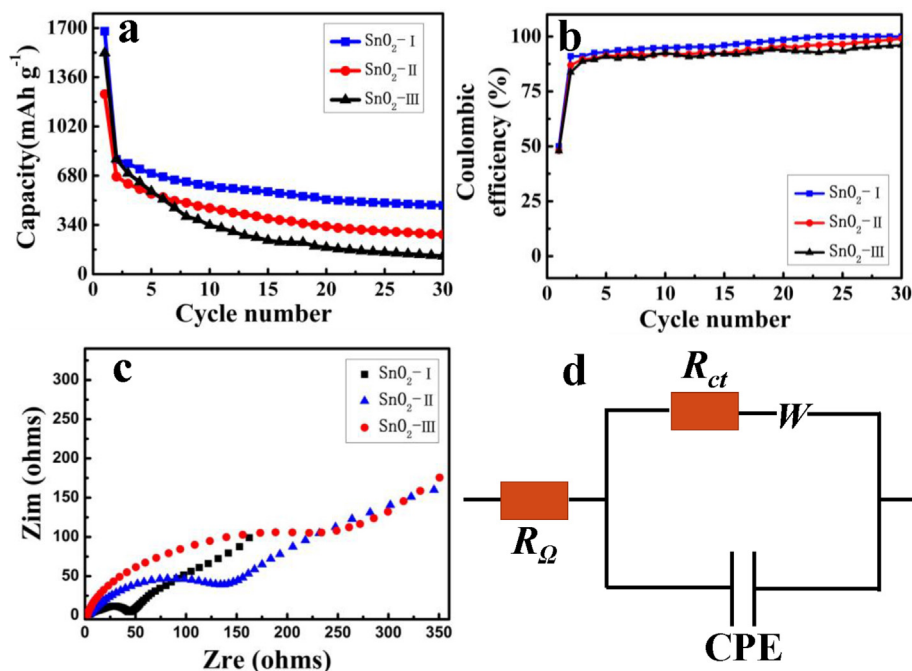 a
SnO₂-I
SnO₂-II
SnO₂-III
1700
1360
1020
680
340
0
Capacity(mAh g⁻¹)
0 5 10 15 20 25 30
Cycle number
b
100
75
50
25
0
Coulombic
efficiency (%)
SnO₂-I
SnO₂-II
SnO₂-III
0 5 10 15 20 25 30
Cycle number
c
SnO₂-I
SnO₂-II
SnO₂-III
300
250
200
150
100
50
0
Zim (ohms)
0 50 100 150 200 250 300 350
Zre (ohms)
d
Rct
W
RΩ
CPE